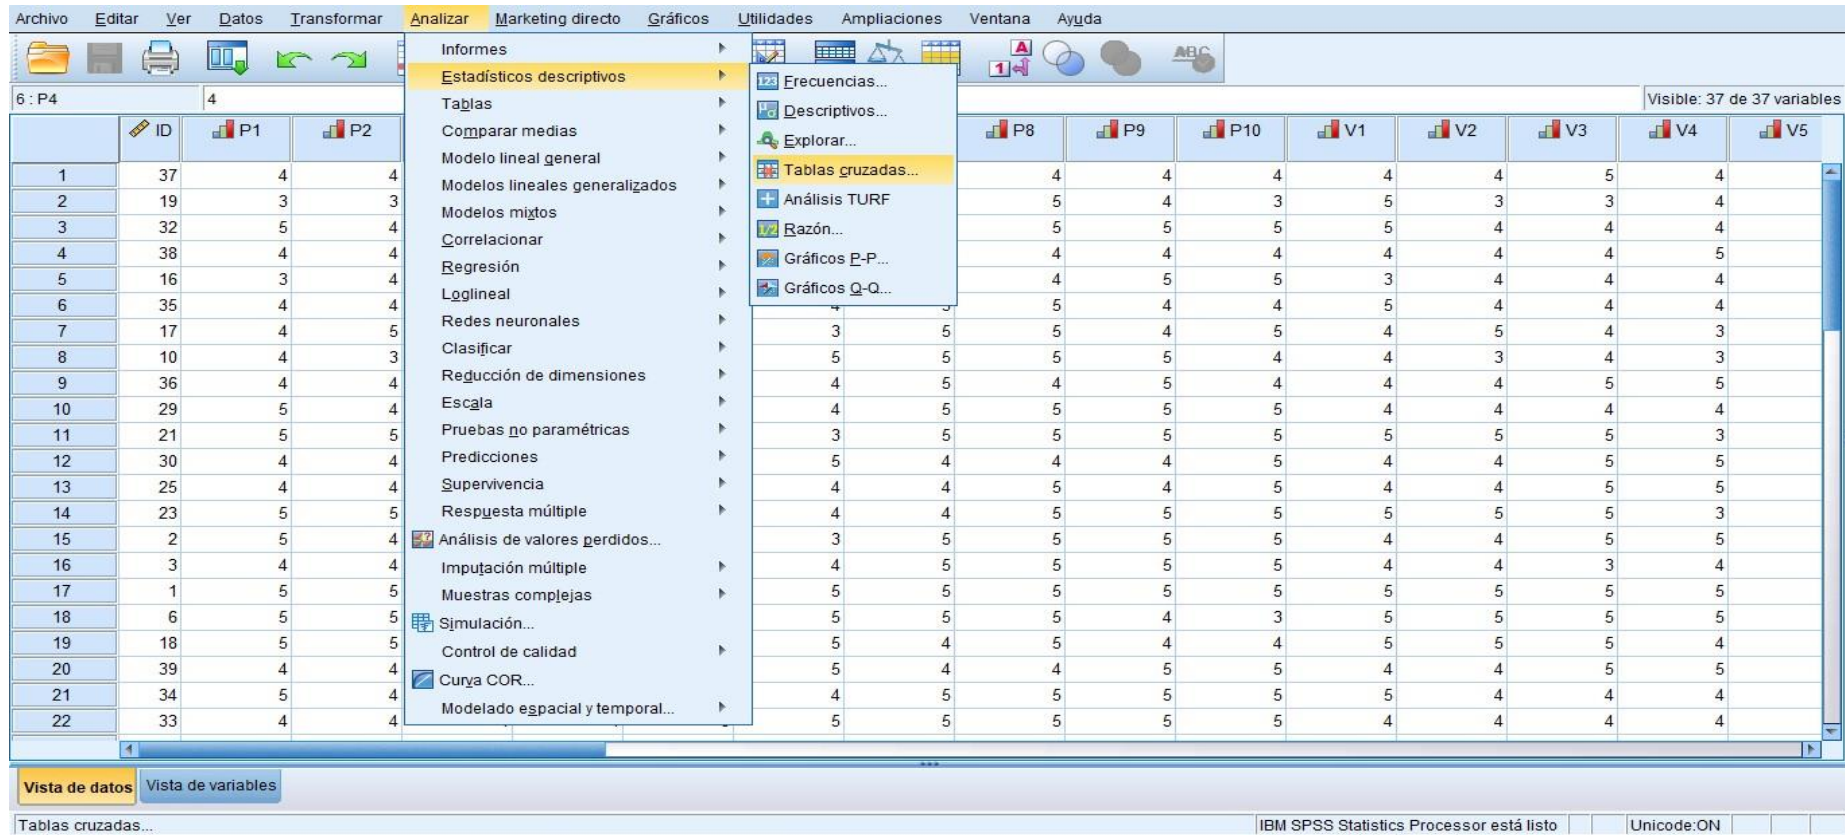 Archivo Editar Ver Datos Transformar Analizar Marketing directo Gráficos Utilidades Ampliaciones Ventana Ayuda
A
1
ABC
6 : P4 4 Visible: 37 de 37 variables
Informes
Estadísticos descriptivos
Tablas
Comparar medias
Modelo lineal general
Modelos lineales generalizados
Modelos mixtos
Correlacionar
Regresión
Loglineal
Redes neuronales
Clasificar
Reducción de dimensiones
Escala
Pruebas no paramétricas
Predicciones
Supervivencia
Respuesta múltiple
Análisis de valores perdidos...
Imputación múltiple
Muestras complejas
Simulación...
Control de calidad
Curva COR...
Modelado espacial y temporal...
123 Frecuencias...
Descriptivos...
Explorar...
Tablas cruzadas...
Análisis TURF
1/2 Razón...
Gráficos P-P...
Gráficos Q-Q...
ID P1 P2 P8 P9 P10 V1 V2 V3 V4 V5
1 37 4 4 4 4 4 4 4 5 4
2 19 3 3 5 4 3 5 3 3 4
3 32 5 4 5 5 5 5 4 4 4
4 38 4 4 4 4 4 4 4 4 5
5 16 3 4 4 5 5 3 4 4 4
6 35 4 4 5 4 4 5 4 4 4
7 17 4 5 3 5 5 4 5 4 5 4 3
8 10 4 3 5 5 5 5 4 4 3 4 3
9 36 4 4 4 5 4 5 4 4 4 5 5
10 29 5 4 4 5 5 5 5 4 4 4 4
11 21 5 5 3 5 5 5 5 5 5 5 3
12 30 4 4 5 4 4 4 5 4 4 5 5
13 25 4 4 4 4 5 4 5 4 4 5 5
14 23 5 5 4 4 5 5 5 5 5 5 3
15 2 5 4 3 5 5 5 5 4 4 5 5
16 3 4 4 4 5 5 5 5 4 4 3 4
17 1 5 5 5 5 5 5 5 5 5 5 5
18 6 5 5 5 5 5 4 3 5 5 5 5
19 18 5 5 5 4 5 4 4 5 5 5 4
20 39 4 4 5 4 4 5 5 4 4 5 5
21 34 5 4 4 5 5 5 5 5 4 5 4
22 33 4 4 5 5 5 5 5 4 4 4 4
Vista de datos Vista de variables
Tablas cruzadas... IBM SPSS Statistics Processor está listo Unicode:ON